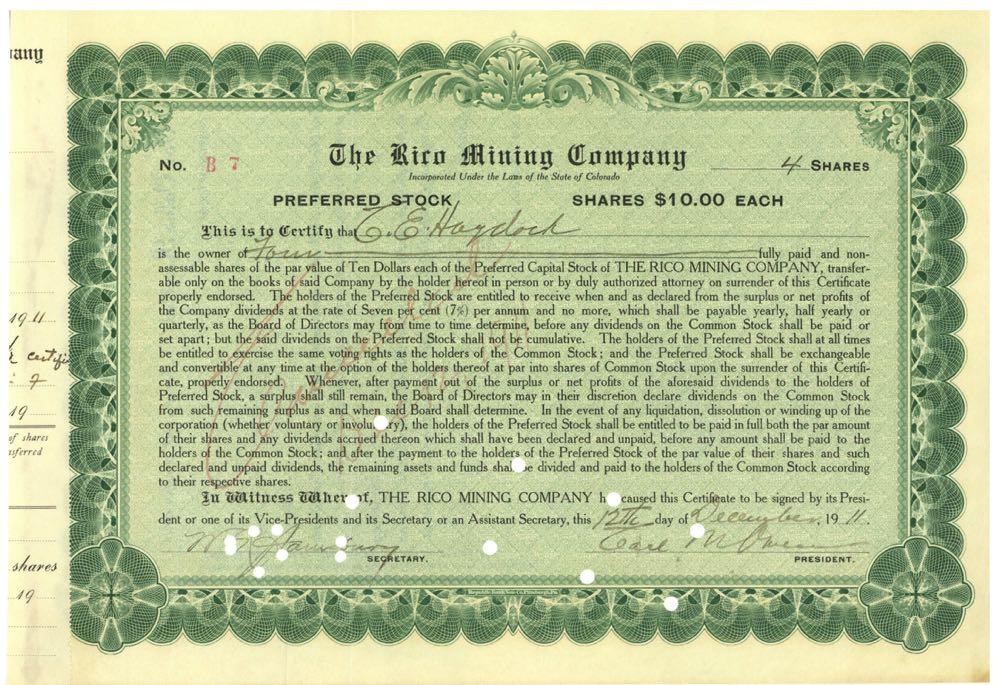 No. B 7
The Rico Mining Company
4 SHARES
Incorporated Under the Laws of the State of Colorado
PREFERRED STOCK SHARES $10.00 EACH
This is to Certify that C. E. Haydock
is the owner of Four fully paid and non-
assessable shares of the par value of Ten Dollars each of the Preferred Capital Stock of THE RICO MINING COMPANY, transfer-
able only on the books of said Company by the holder hereof in person or by duly authorized attorney on surrender of this Certificate
properly endorsed. The holders of the Preferred Stock are entitled to receive when and as declared from the surplus or net profits of
the Company dividends at the rate of Seven per cent (7%) per annum and no more, which shall be payable yearly, half yearly or
quarterly, as the Board of Directors may from time to time determine, before any dividends on the Common Stock shall be paid or
set apart; but the said dividends on the Preferred Stock shall not be cumulative. The holders of the Preferred Stock shall at all times
be entitled to exercise the same voting rights as the holders of the Common Stock; and the Preferred Stock shall be exchangeable
and convertible at any time at the option of the holders thereof at par into shares of Common Stock upon the surrender of this Certifi-
cate, properly endorsed. Whenever, after payment out of the surplus or net profits of the aforesaid dividends to the holders of
Preferred Stock, a surplus shall still remain, the Board of Directors may in their discretion declare dividends on the Common Stock
from such remaining surplus as and when said Board shall determine. In the event of any liquidation, dissolution or winding up of the
corporation (whether voluntary or involuntary), the holders of the Preferred Stock shall be entitled to be paid in full both the par amount
of their shares and any dividends accrued thereon which shall have been declared and unpaid, before any amount shall be paid to the
holders of the Common Stock; and after the payment to the holders of the Preferred Stock of the par value of their shares and such
declared and unpaid dividends, the remaining assets and funds shall be divided and paid to the holders of the Common Stock according
to their respective shares.
In Witness Whereof, THE RICO MINING COMPANY has caused this Certificate to be signed by its Presi-
dent or one of its Vice-Presidents and its Secretary or an Assistant Secretary, this 12th day of December, 1911.
SECRETARY.
Carl M Owen
PRESIDENT.
Republic Bank Note Co. Pittsburgh, Pa.
Cancelled
pany
1911
certifi
7
19
of shares
sferred
shares
19